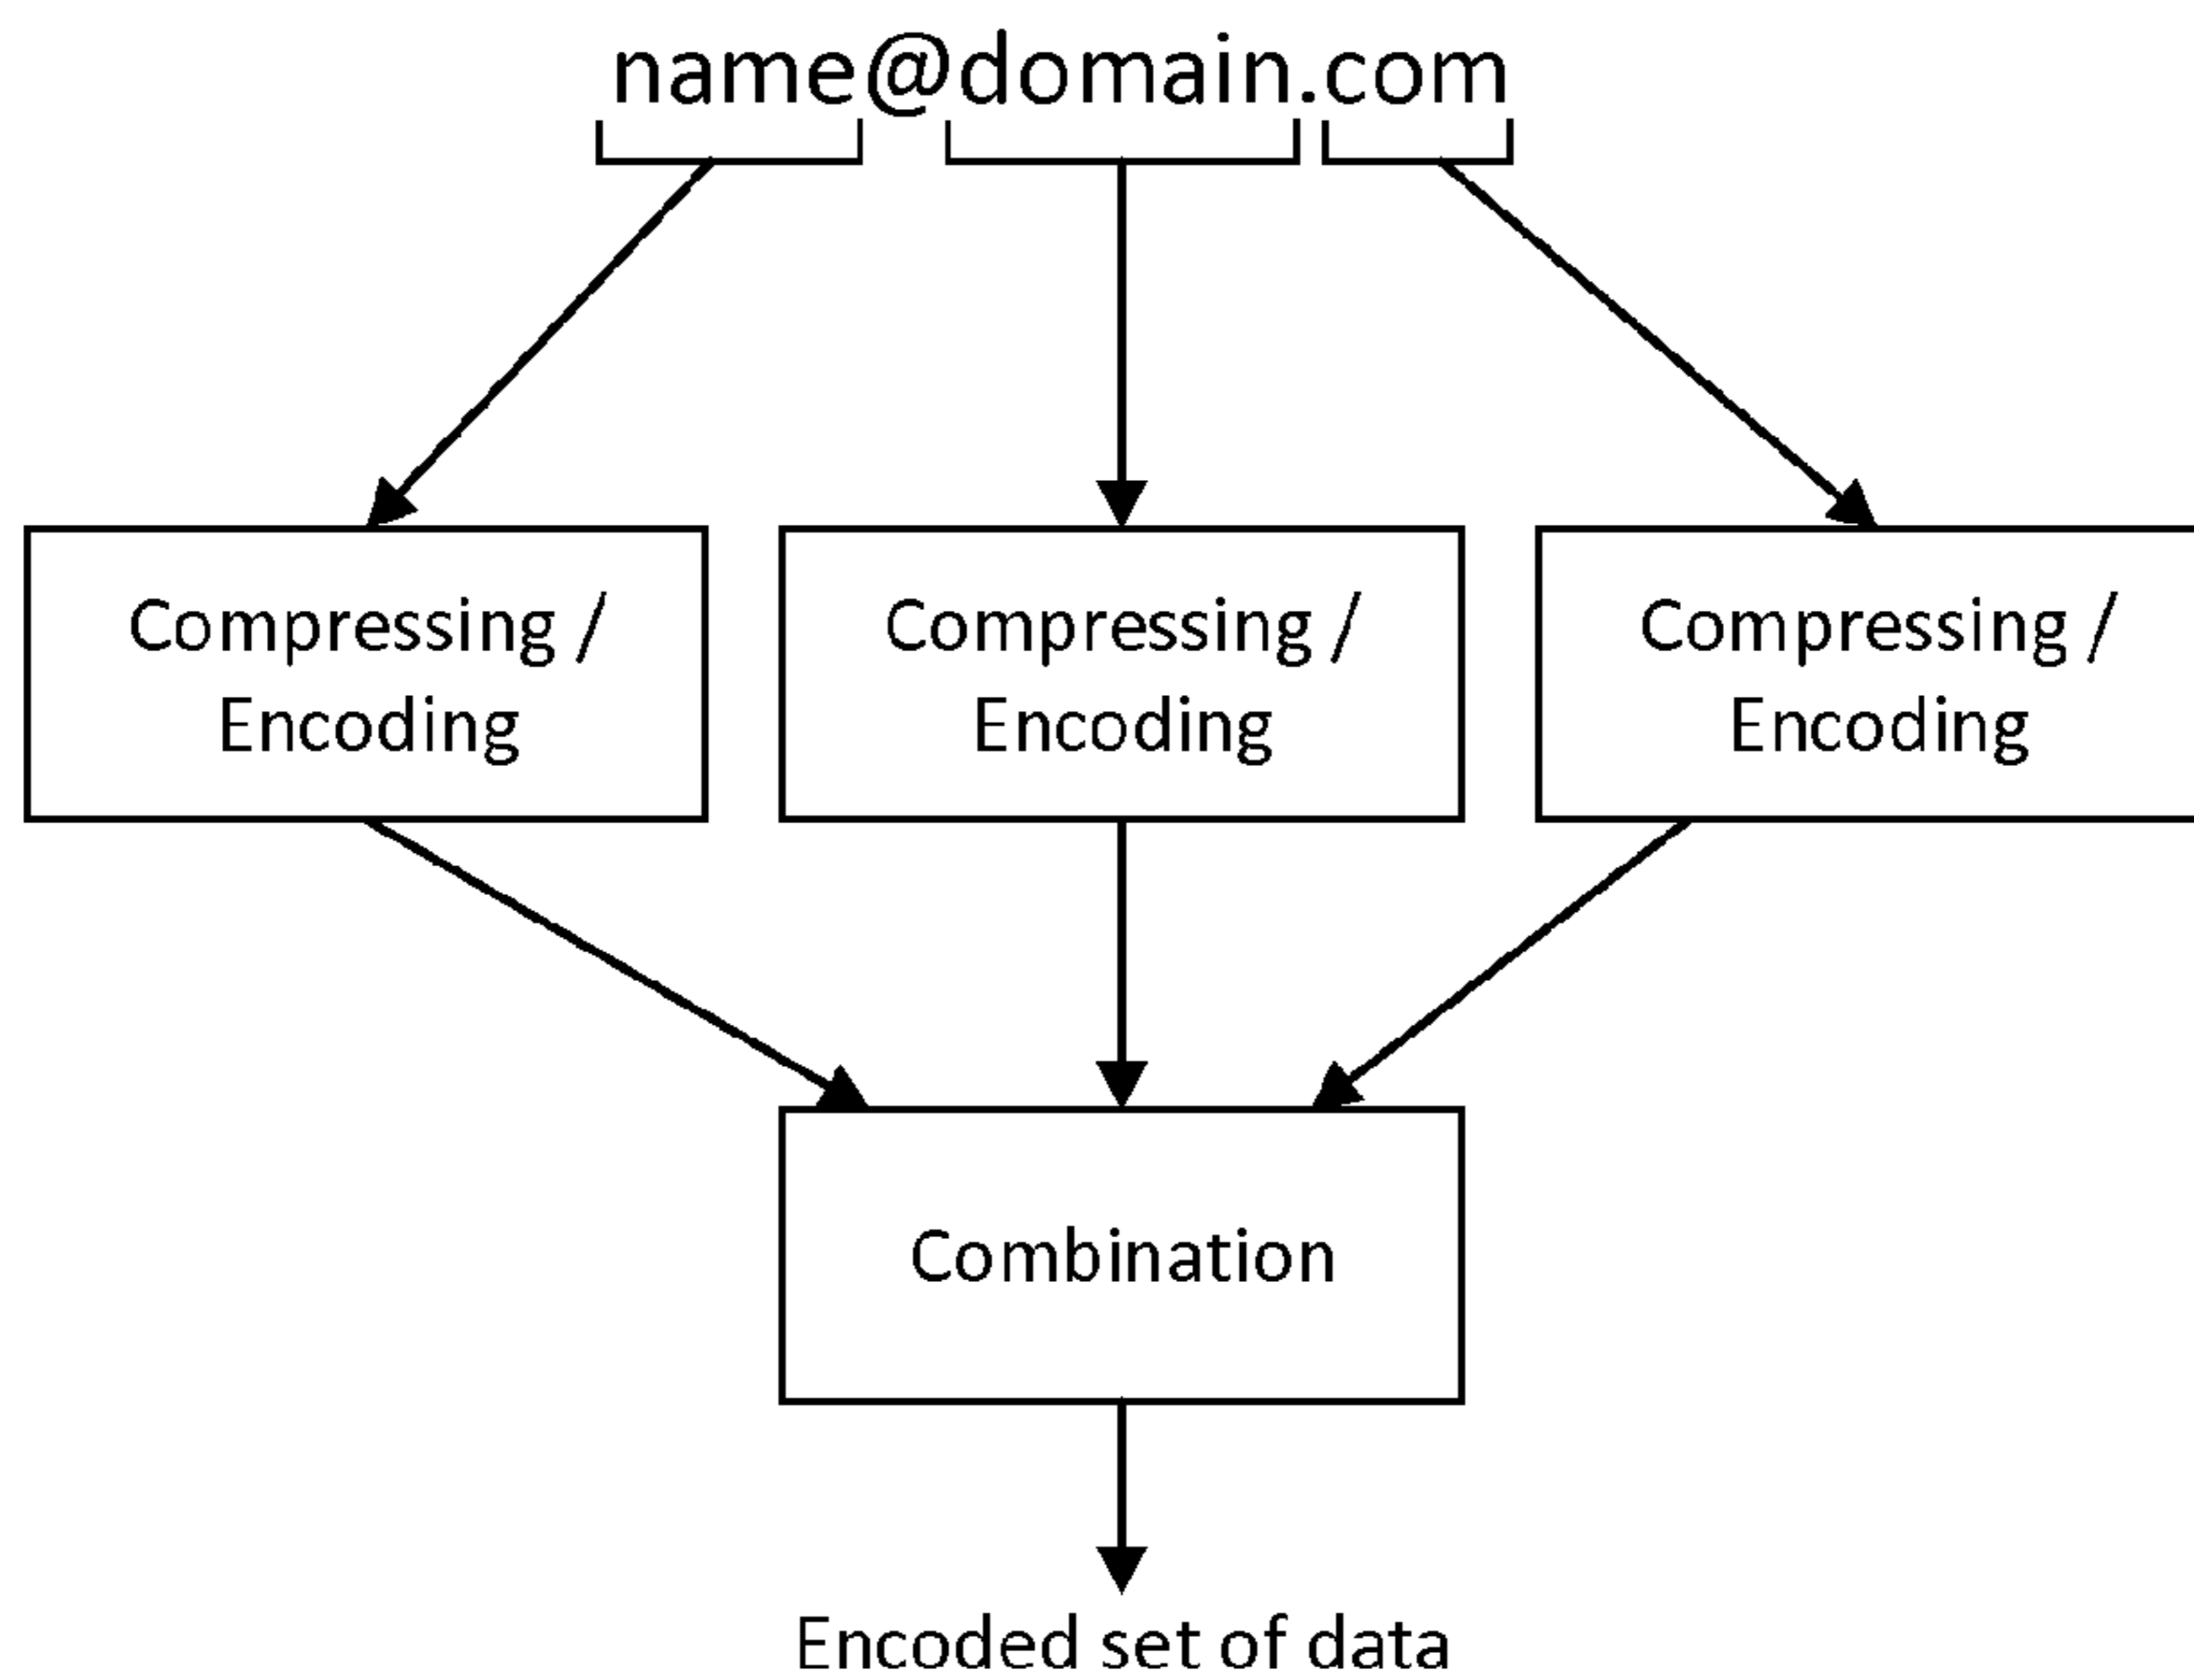 name@domain.com
Compressing /
Encoding
Compressing /
Encoding
Compressing /
Encoding
Combination
Encoded set of data